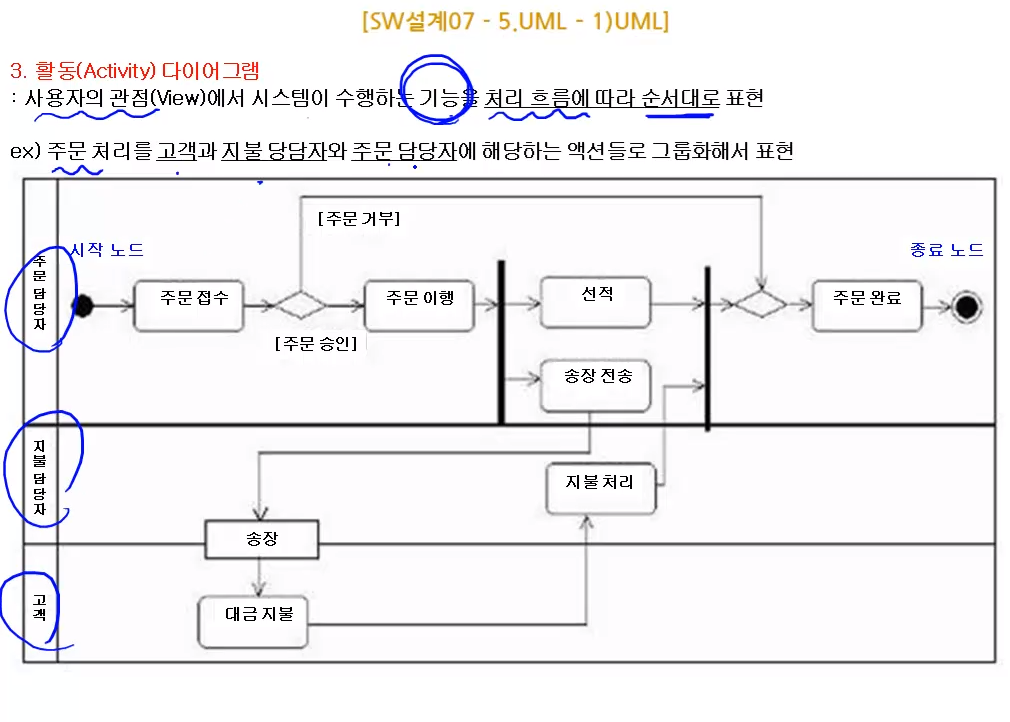 [SW설계07 - 5.UML - 1)UML]
3. 활동(Activity) 다이어그램
: 사용자의 관점(View)에서 시스템이 수행하는 기능을 처리 흐름에 따라 순서대로 표현
ex) 주문 처리를 고객과 지불 담당자와 주문 담당자에 해당하는 액션들로 그룹화해서 표현
[주문 거부]
시작 노드
종료 노드
주문 담당자
주문 접수
주문 이행
선적
주문 완료
[주문 승인]
송장 전송
지불 담당자
지불 처리
송장
고객
대금 지불